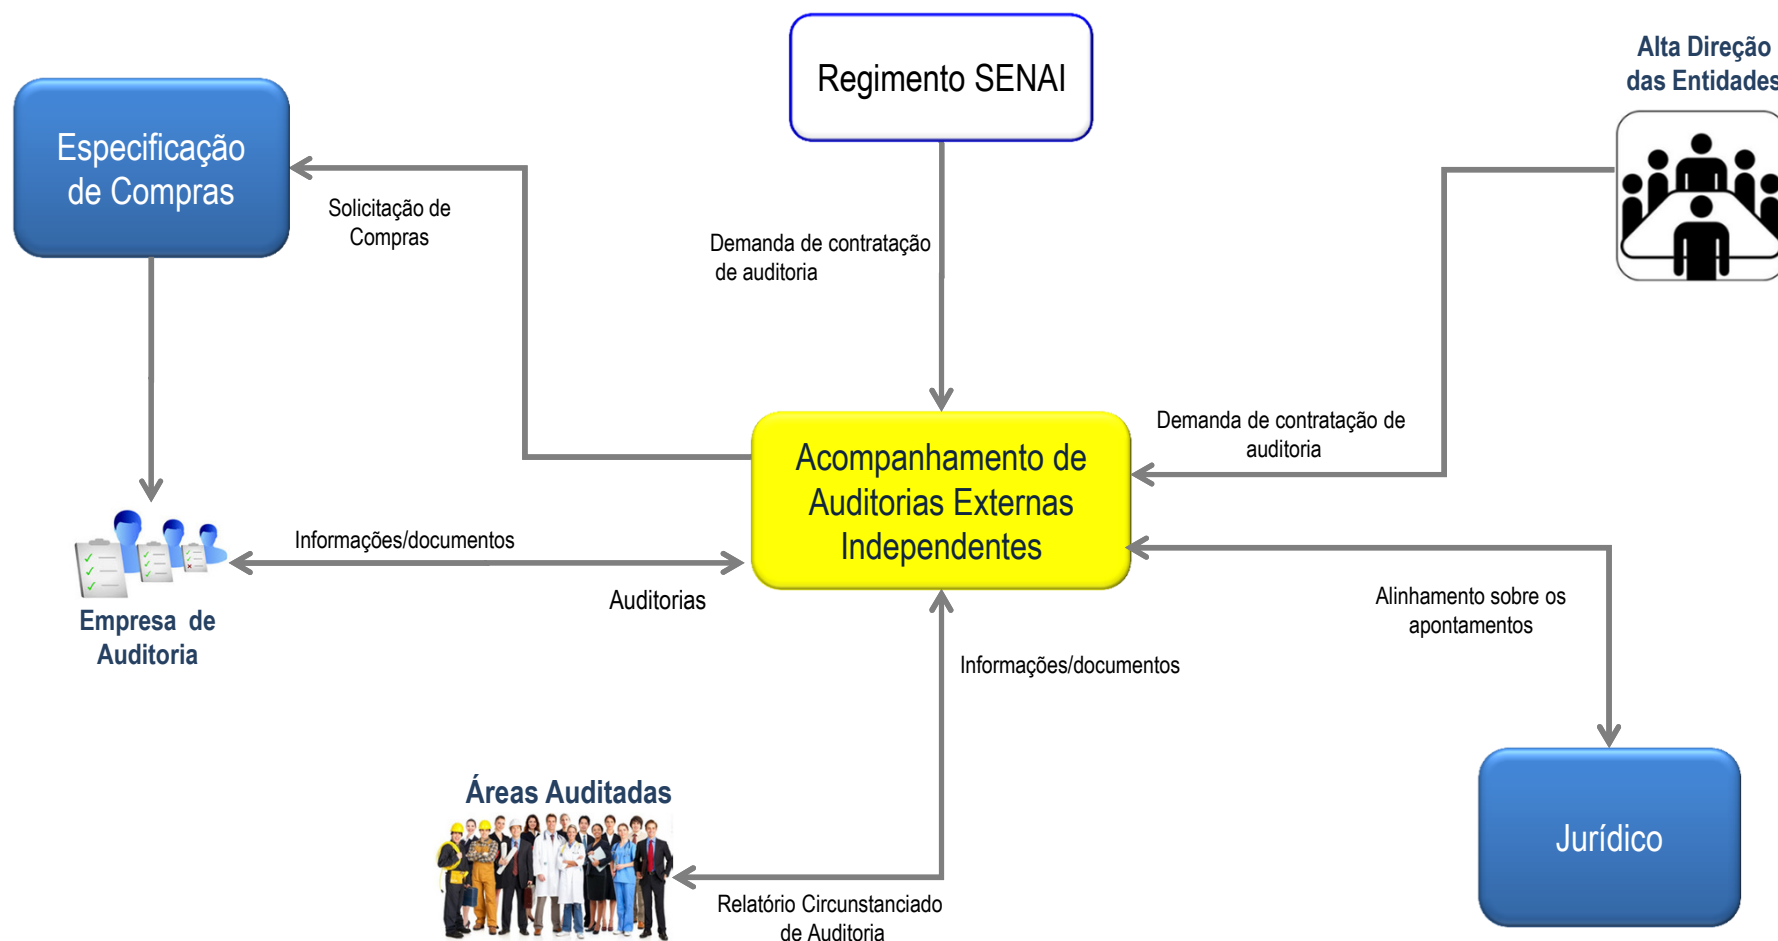 Regimento SENAI
Alta Direção
das Entidades
Especificação
de Compras
Solicitação de
Compras
Demanda de contratação
de auditoria
Demanda de contratação de
auditoria
Acompanhamento de
Auditorias Externas
Independentes
Informações/documentos
Auditorias
Empresa de
Auditoria
Alinhamento sobre os
apontamentos
Informações/documentos
Áreas Auditadas
Relatório Circunstanciado
de Auditoria
Jurídico